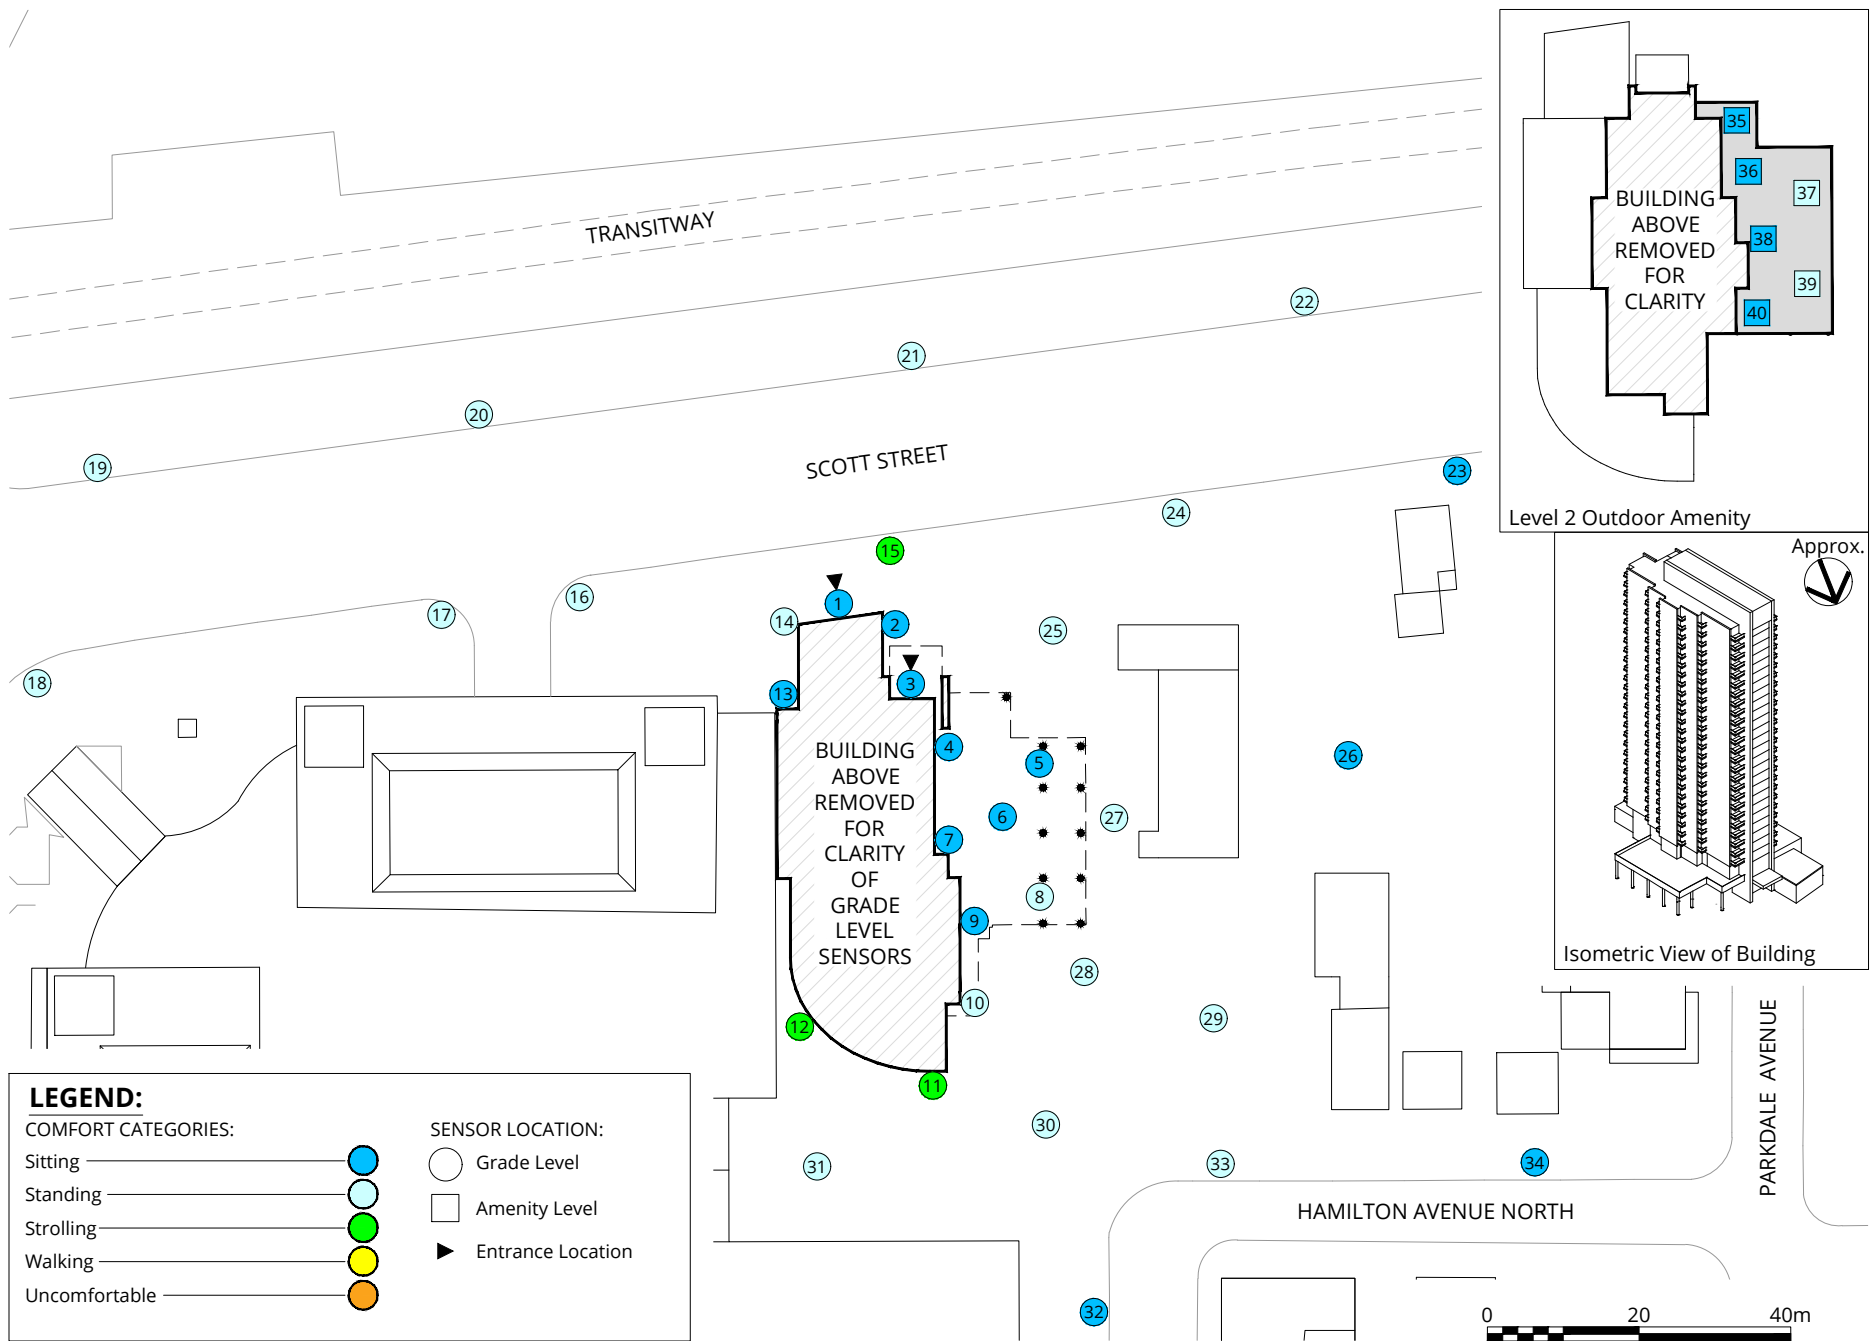 TRANSITWAY
22
21
20
19
SCOTT STREET
23
24
15
16
17
1
14
2
25
3
18
13
BUILDING
ABOVE
REMOVED
FOR
CLARITY
OF
GRADE
LEVEL
SENSORS
4
5
26
6
27
7
8
9
28
10
29
12
11
30
31
33
34
32
HAMILTON AVENUE NORTH
PARKDALE AVENUE
35
36
37
38
39
40
BUILDING
ABOVE
REMOVED
FOR
CLARITY
Level 2 Outdoor Amenity
Approx.
Isometric View of Building
LEGEND:
COMFORT CATEGORIES:
Sitting
Standing
Strolling
Walking
Uncomfortable
SENSOR LOCATION:
Grade Level
Amenity Level
Entrance Location
0 20 40m